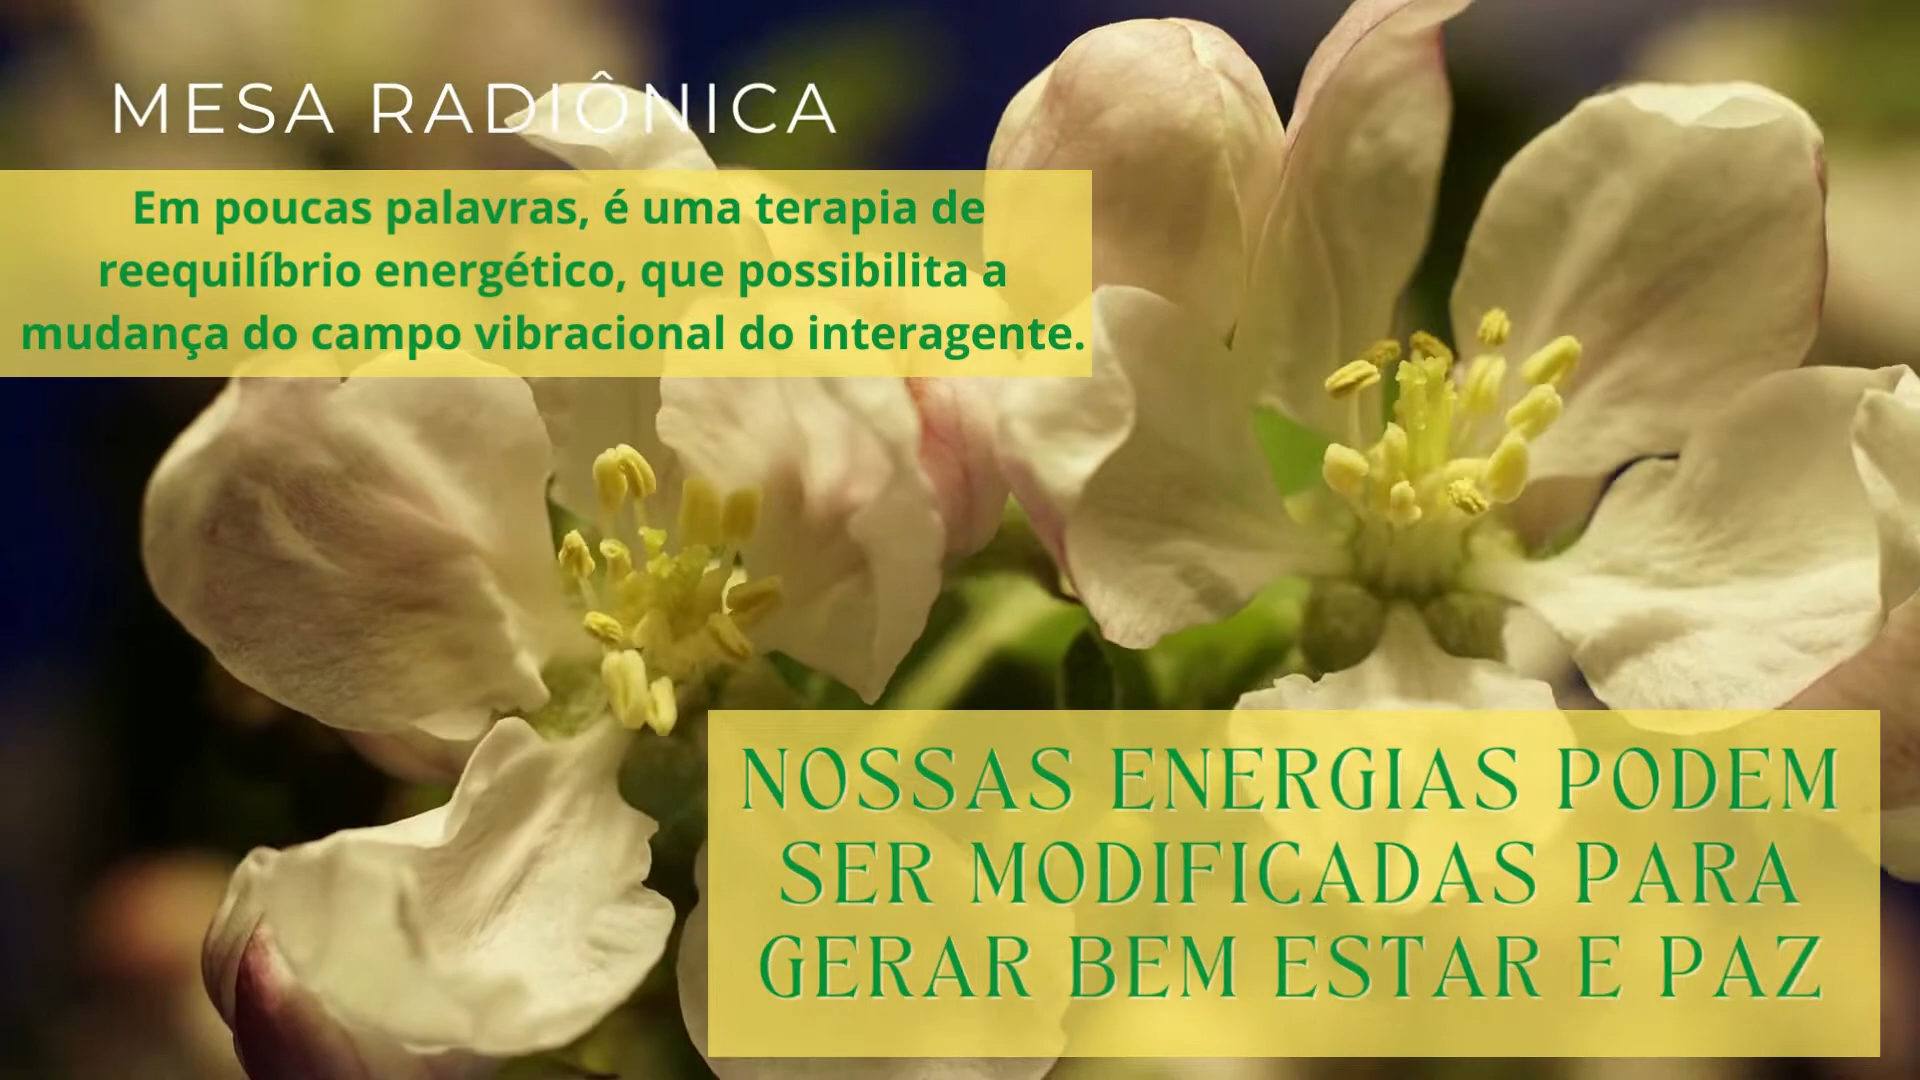 MESA RADIÔNICA
Em poucas palavras, é uma terapia de
reequilíbrio energético, que possibilita a
mudança do campo vibracional do interagente.
NOSSAS ENERGIAS PODEM
SER MODIFICADAS PARA
GERAR BEM ESTAR E PAZ